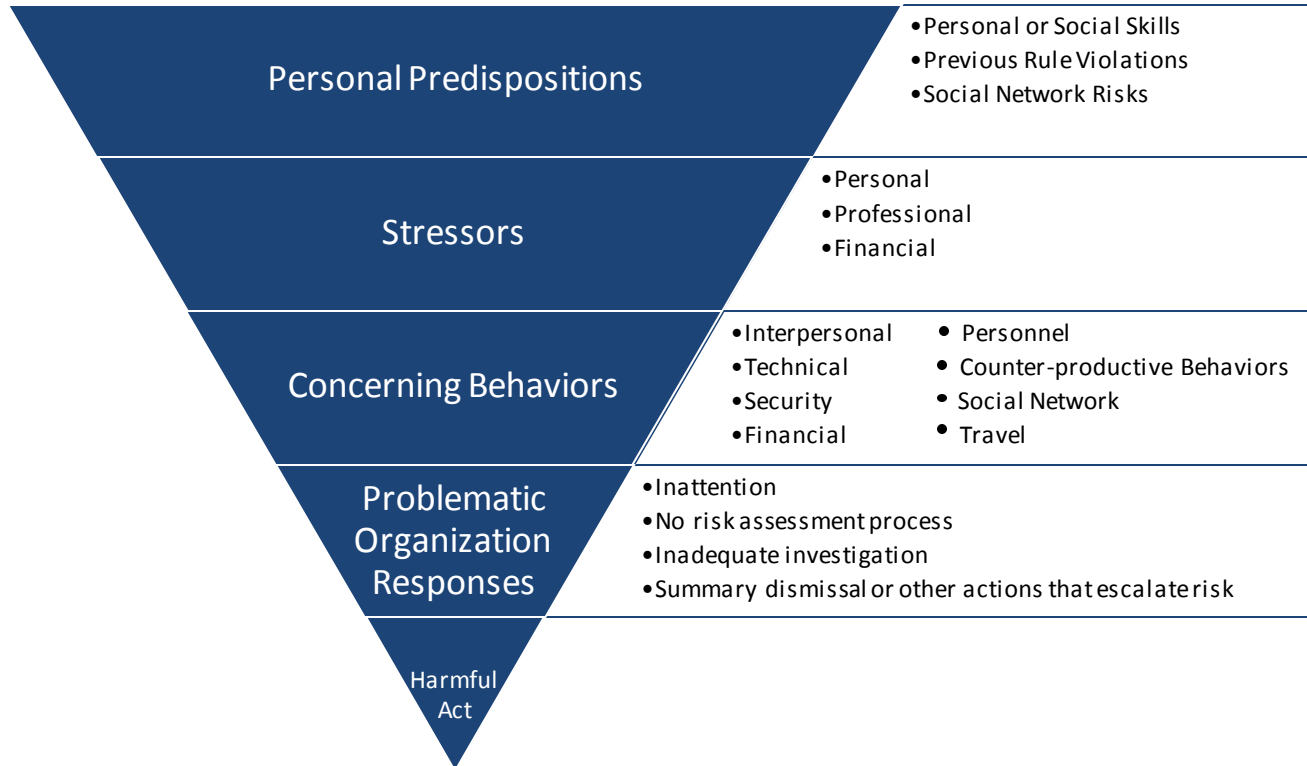 Personal Predispositions
•Personal or Social Skills
•Previous Rule Violations
•Social Network Risks
Stressors
•Personal
•Professional
•Financial
Concerning Behaviors
•Interpersonal
•Technical
•Security
•Financial
• Personnel
• Counter-productive Behaviors
• Social Network
• Travel
Problematic
Organization
Responses
•Inattention
•No risk assessment process
•Inadequate investigation
•Summary dismissal or other actions that escalate risk
Harmful
Act